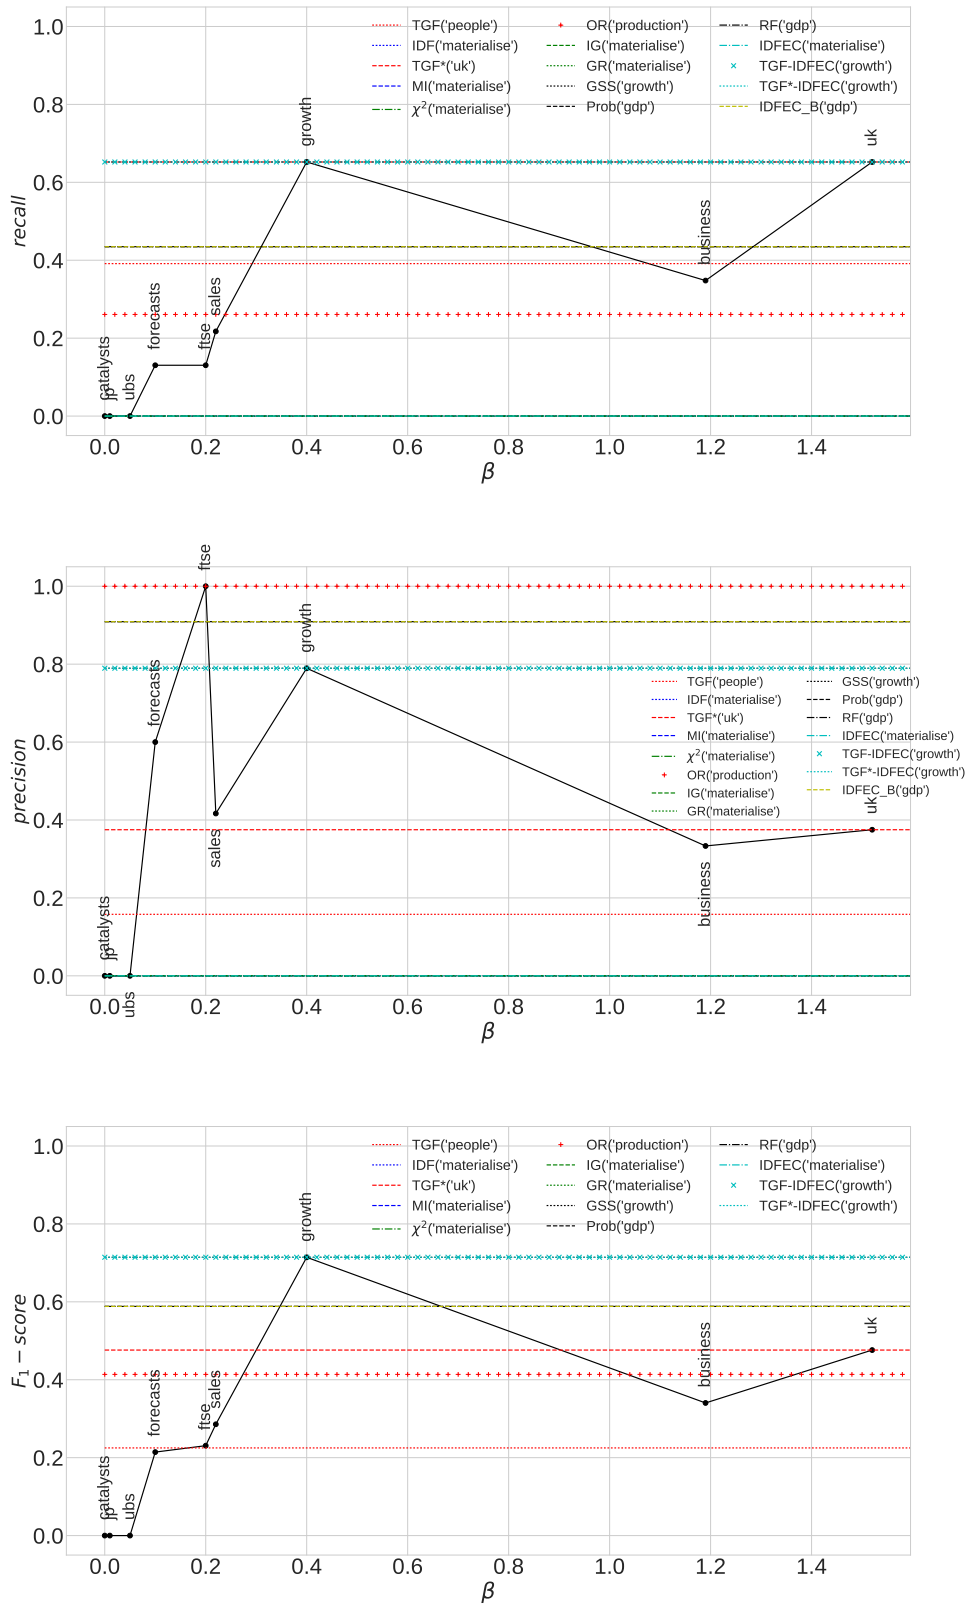 1.0
0.8
0.6
0.4
0.2
0.0
recall
TGF('people')
IDF('materialise')
TGF*('uk')
MI('materialise')
χ²('materialise')
OR('production')
IG('materialise')
GR('materialise')
GSS('growth')
Prob('gdp')
RF('gdp')
IDFEC('materialise')
TGF-IDFEC('growth')
TGF*-IDFEC('growth')
IDFEC_B('gdp')
catalysts
jp
ubs
forecasts
ftse
sales
growth
business
uk
0.0 0.2 0.4 0.6 0.8 1.0 1.2 1.4
β
1.0
0.8
0.6
0.4
0.2
0.0
precision
TGF('people')
IDF('materialise')
TGF*('uk')
MI('materialise')
χ²('materialise')
OR('production')
IG('materialise')
GR('materialise')
GSS('growth')
Prob('gdp')
RF('gdp')
IDFEC('materialise')
TGF-IDFEC('growth')
TGF*-IDFEC('growth')
IDFEC_B('gdp')
catalysts
jp
ubs
forecasts
ftse
sales
growth
business
uk
0.0 0.2 0.4 0.6 0.8 1.0 1.2 1.4
β
1.0
0.8
0.6
0.4
0.2
0.0
F₁ − score
TGF('people')
IDF('materialise')
TGF*('uk')
MI('materialise')
χ²('materialise')
OR('production')
IG('materialise')
GR('materialise')
GSS('growth')
Prob('gdp')
RF('gdp')
IDFEC('materialise')
TGF-IDFEC('growth')
TGF*-IDFEC('growth')
catalysts
jp
ubs
forecasts
ftse
sales
growth
business
uk
0.0 0.2 0.4 0.6 0.8 1.0 1.2 1.4
β